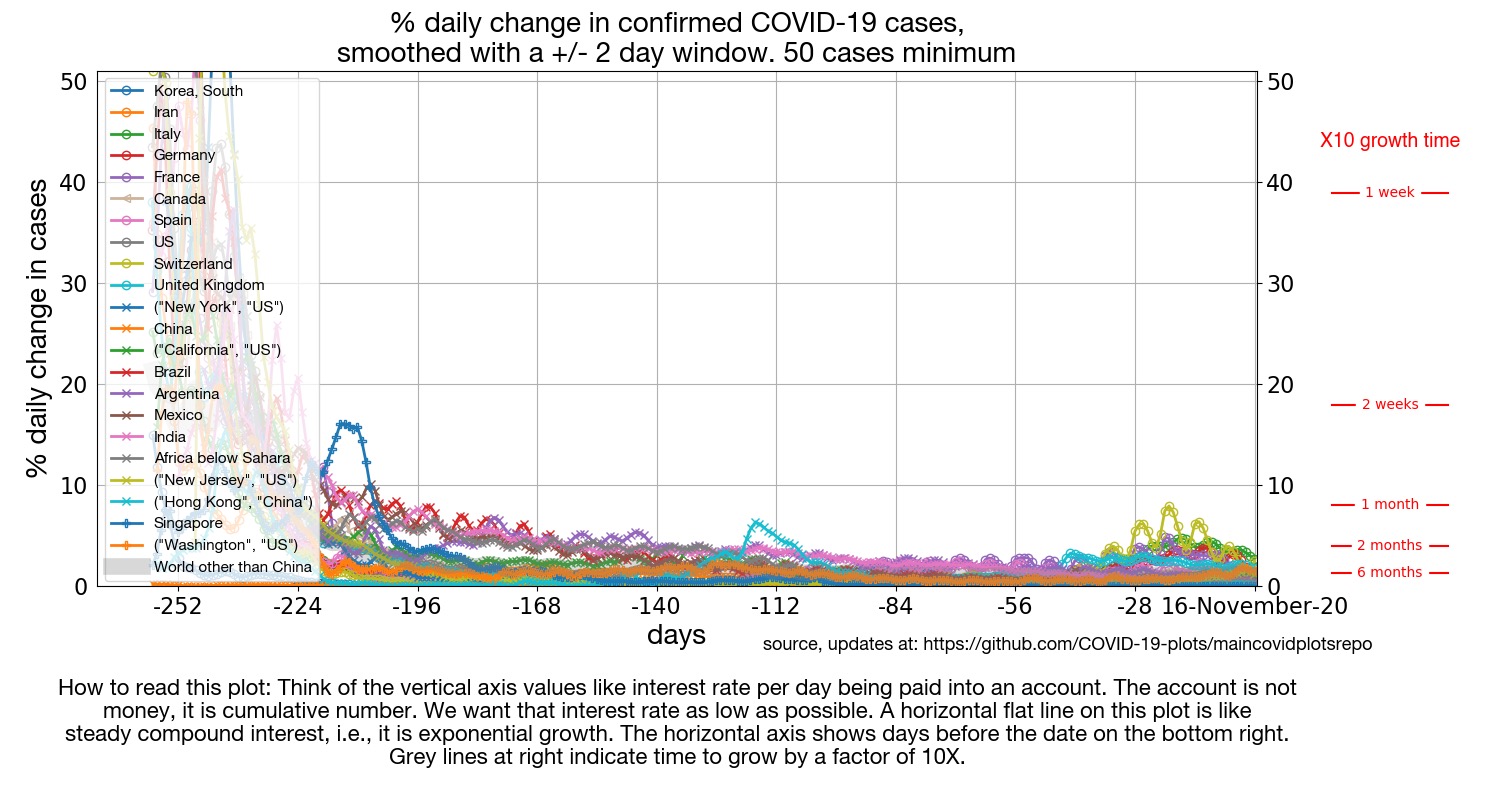 % daily change in confirmed COVID-19 cases,
smoothed with a +/- 2 day window. 50 cases minimum
% daily change in cases
50
40
30
20
10
0
Korea, South
Iran
Italy
Germany
France
Canada
Spain
US
Switzerland
United Kingdom
("New York", "US")
China
("California", "US")
Brazil
Argentina
Mexico
India
Africa below Sahara
("New Jersey", "US")
("Hong Kong", "China")
Singapore
("Washington", "US")
World other than China
50
40
30
20
10
0
X10 growth time
1 week
2 weeks
1 month
2 months
6 months
-252 -224 -196 -168 -140 -112 -84 -56 -28 16-November-20
days
source, updates at: https://github.com/COVID-19-plots/maincovidplotsrepo
How to read this plot: Think of the vertical axis values like interest rate per day being paid into an account. The account is not
money, it is cumulative number. We want that interest rate as low as possible. A horizontal flat line on this plot is like
steady compound interest, i.e., it is exponential growth. The horizontal axis shows days before the date on the bottom right.
Grey lines at right indicate time to grow by a factor of 10X.